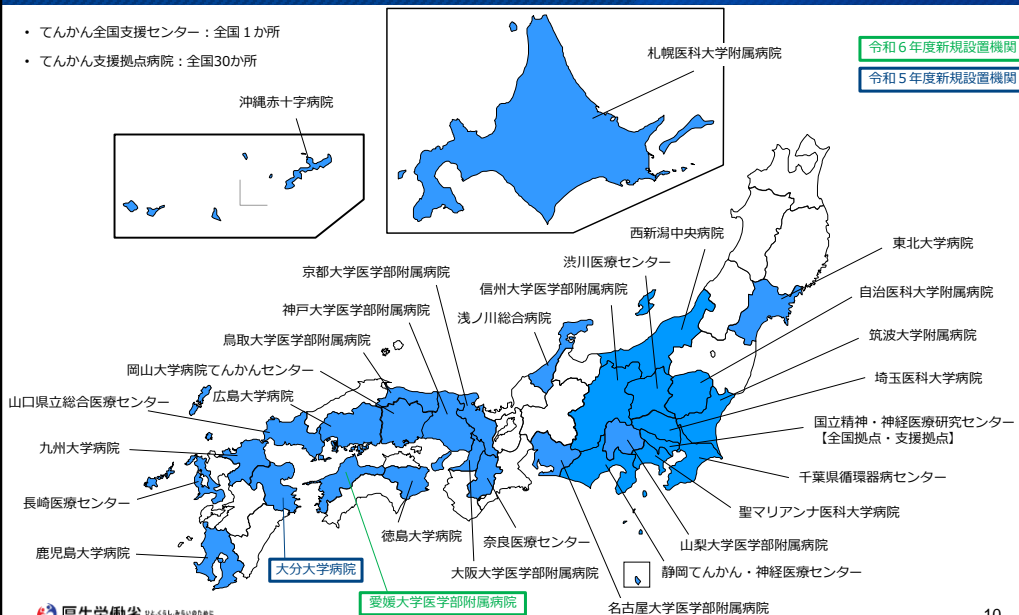 • てんかん全国支援センター：全国１か所
• てんかん支援拠点病院：全国30か所
令和６年度新規設置機関
令和５年度新規設置機関
札幌医科大学附属病院
沖縄赤十字病院
西新潟中央病院
東北大学病院
渋川医療センター
京都大学医学部附属病院
信州大学医学部附属病院
自治医科大学附属病院
神戸大学医学部附属病院
浅ノ川総合病院
筑波大学附属病院
鳥取大学医学部附属病院
岡山大学病院てんかんセンター
埼玉医科大学病院
広島大学病院
山口県立総合医療センター
国立精神・神経医療研究センター
【全国拠点・支援拠点】
九州大学病院
千葉県循環器病センター
長崎医療センター
聖マリアンナ医科大学病院
徳島大学病院
奈良医療センター
山梨大学医学部附属病院
鹿児島大学病院
大分大学病院
大阪大学医学部附属病院
静岡てんかん・神経医療センター
愛媛大学医学部附属病院
名古屋大学医学部附属病院
厚生労働省
ひと、くらし、みらいのために
10